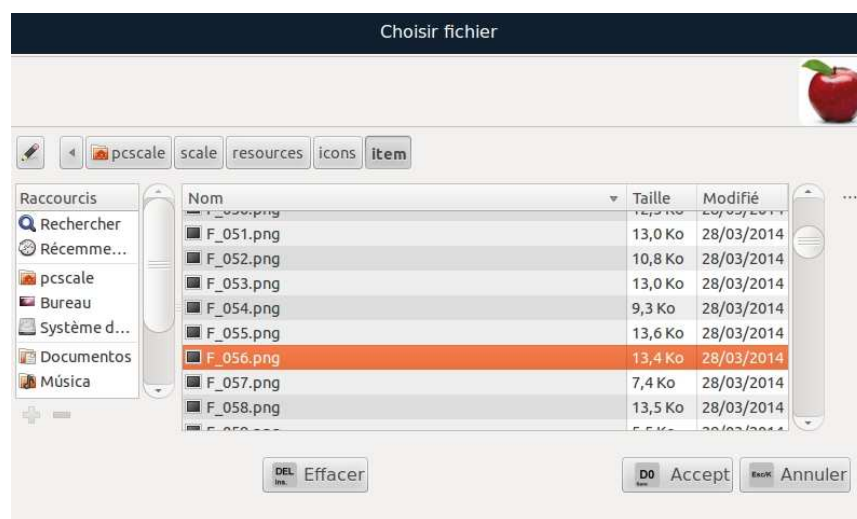 Choisir fichier
pcscale scale resources icons item
Raccourcis
Rechercher
Récemme...
pcscale
Bureau
Système d...
Documentos
Música
Nom Taille Modifié
F_051.png 13,0 Ko 28/03/2014
F_052.png 10,8 Ko 28/03/2014
F_053.png 13,0 Ko 28/03/2014
F_054.png 9,3 Ko 28/03/2014
F_055.png 13,6 Ko 28/03/2014
F_056.png 13,4 Ko 28/03/2014
F_057.png 7,4 Ko 28/03/2014
F_058.png 13,5 Ko 28/03/2014
...
DEL Ins. Effacer
D0 Accept
Esc/K Annuler